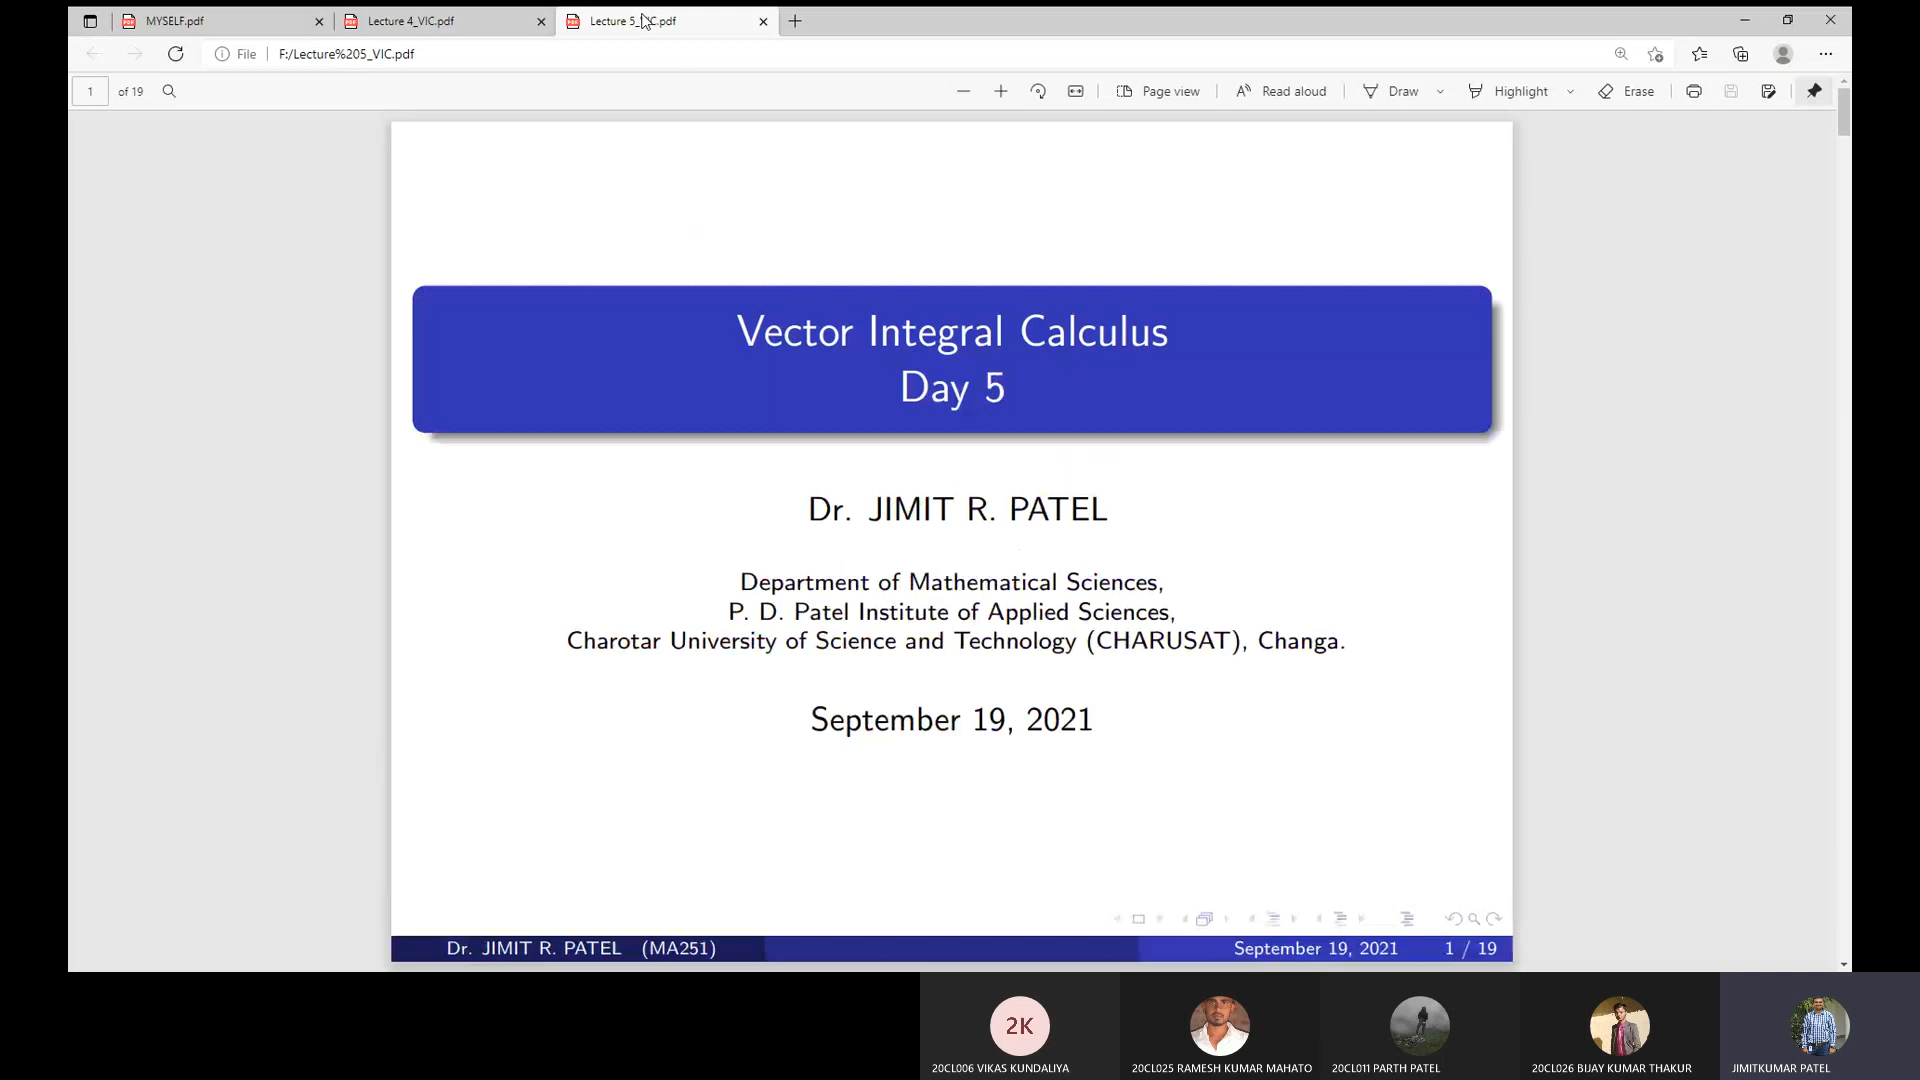 MYSELF.pdf
Lecture 4_VIC.pdf
File
F:/Lecture%205_VIC.pdf
1
of 19
Page view
Read aloud
Draw
Highlight
Erase
Vector Integral Calculus
Day 5
Dr. JIMIT R. PATEL
Department of Mathematical Sciences,
P. D. Patel Institute of Applied Sciences,
Charotar University of Science and Technology (CHARUSAT), Changa.
September 19, 2021
Dr. JIMIT R. PATEL (MA251)
September 19, 2021
1 / 19
2K
20CL006 VIKAS KUNDALIYA
20CL025 RAMESH KUMAR MAHATO
20CL011 PARTH PATEL
20CL026 BIJAY KUMAR THAKUR
JIMITKUMAR PATEL